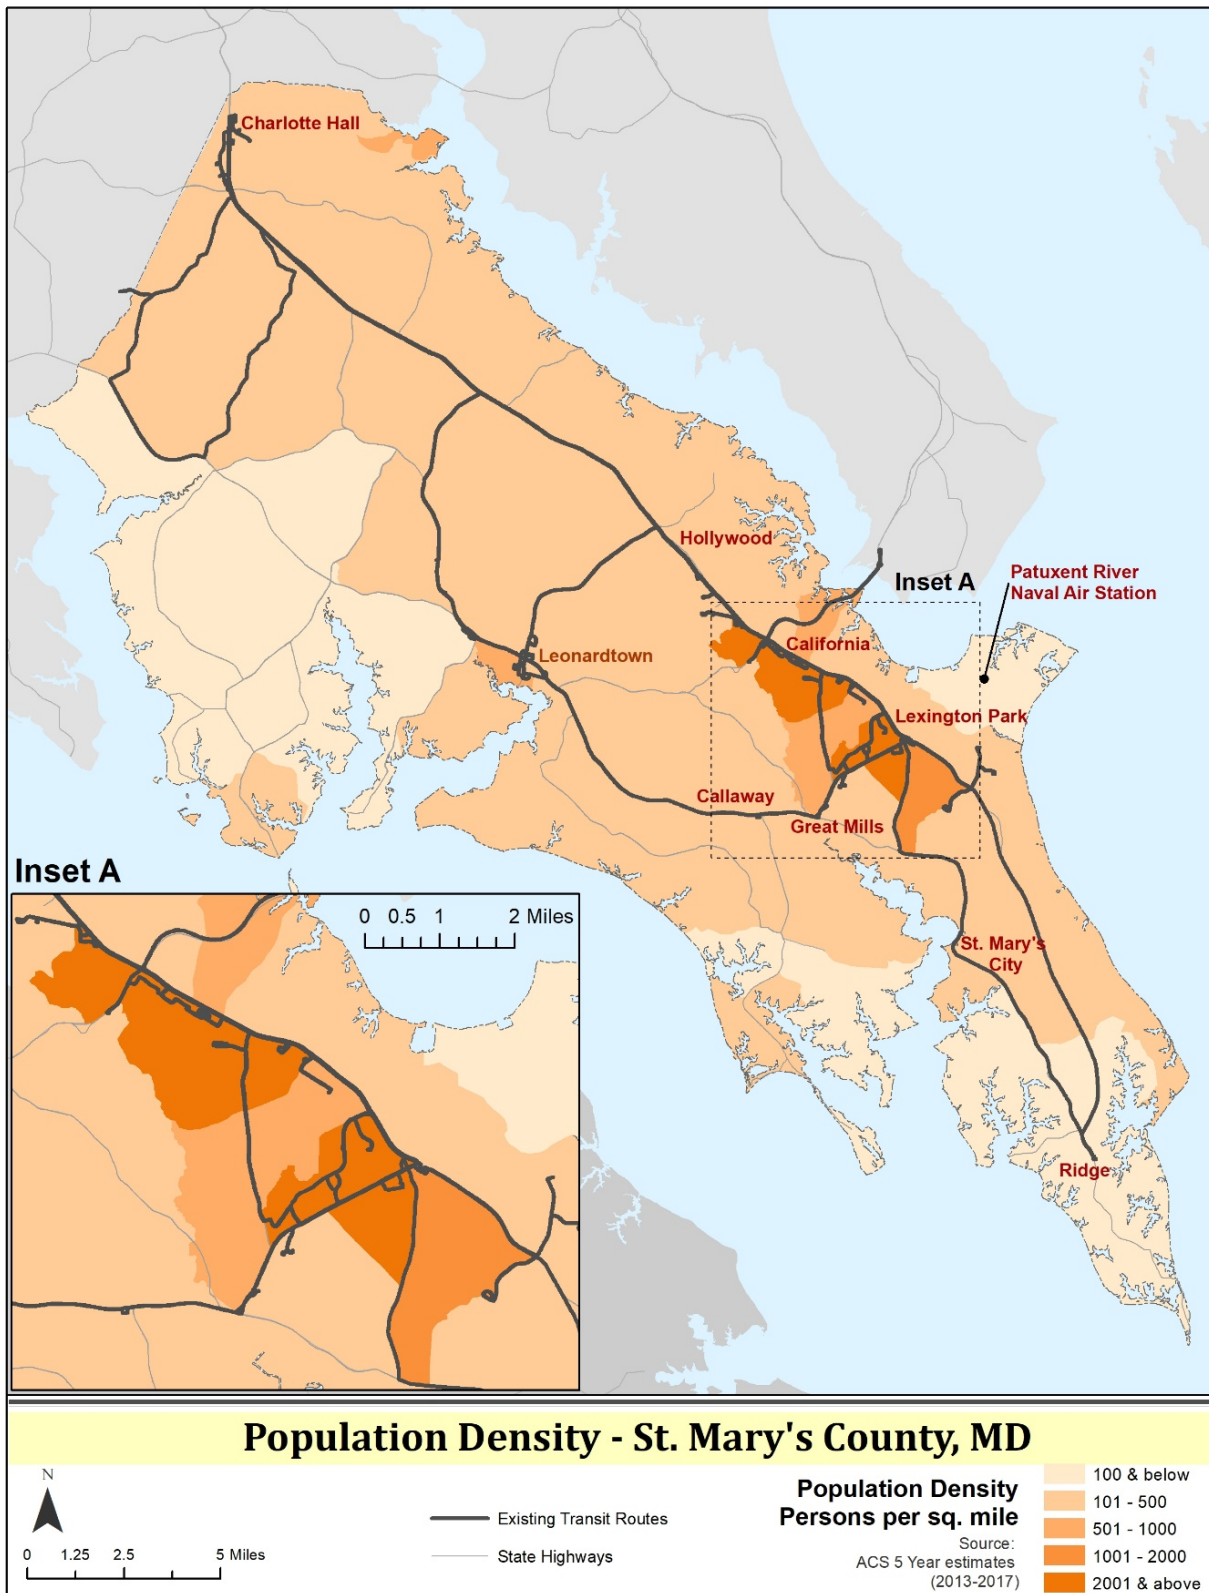 Charlotte Hall
Hollywood
Inset A
Patuxent River
Naval Air Station
California
Leonardtown
Lexington Park
Callaway
Great Mills
St. Mary's
City
Ridge
Inset A
0 0.5 1 2 Miles
Population Density - St. Mary's County, MD
N
0 1.25 2.5 5 Miles
Existing Transit Routes
State Highways
Population Density
Persons per sq. mile
Source:
ACS 5 Year estimates
(2013-2017)
100 & below
101 - 500
501 - 1000
1001 - 2000
2001 & above